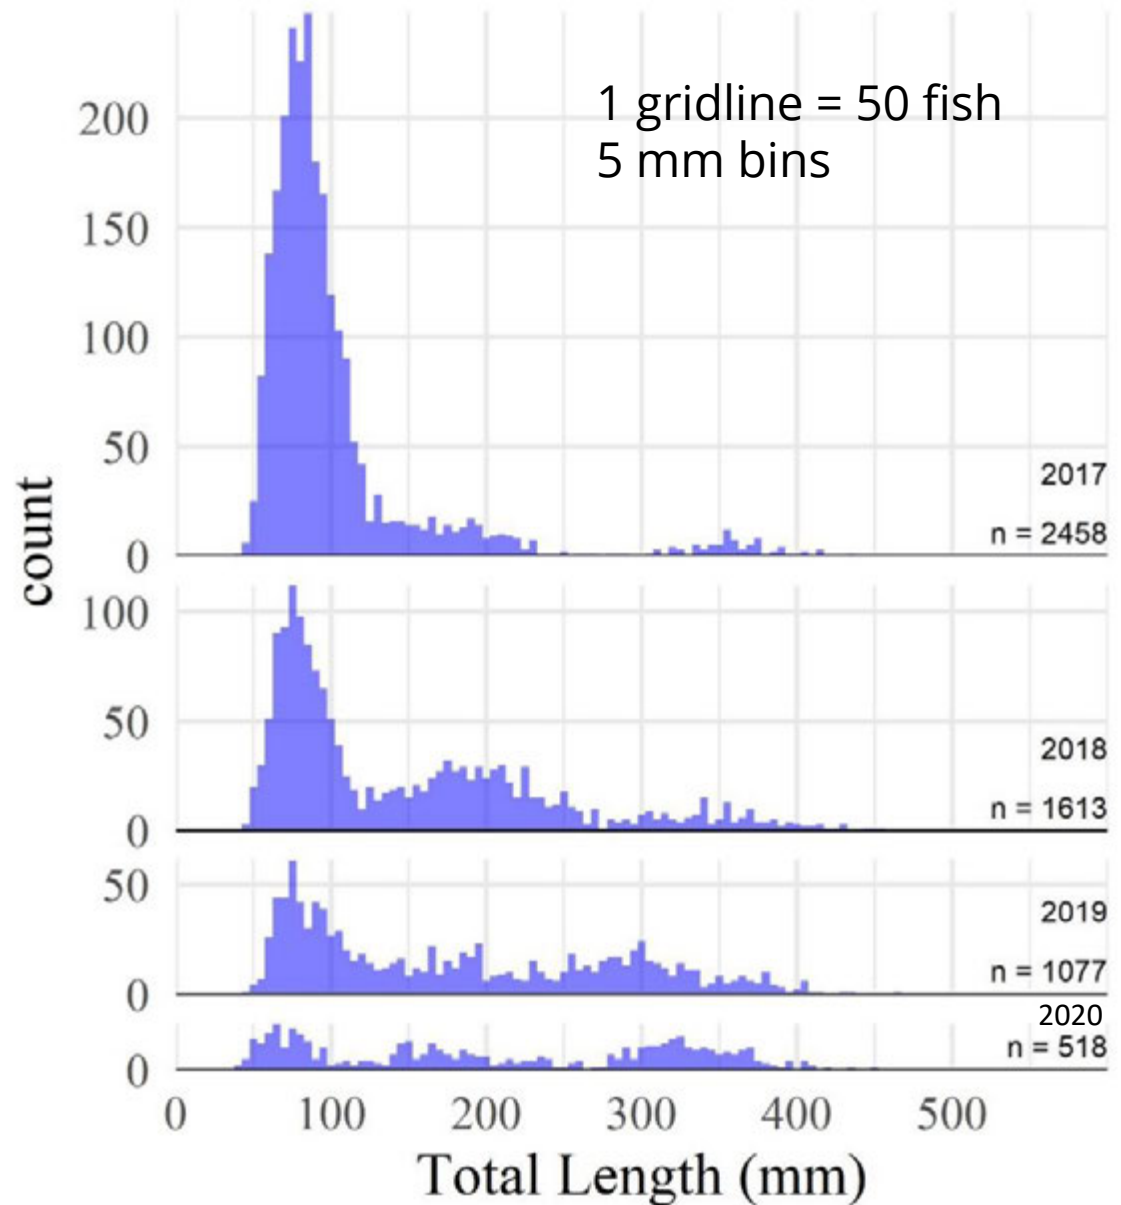 1 gridline = 50 fish
5 mm bins
200
150
100
50
0
2017
n = 2458
count
100
50
0
2018
n = 1613
50
0
2019
n = 1077
2020
n = 518
0
0 100 200 300 400 500
Total Length (mm)